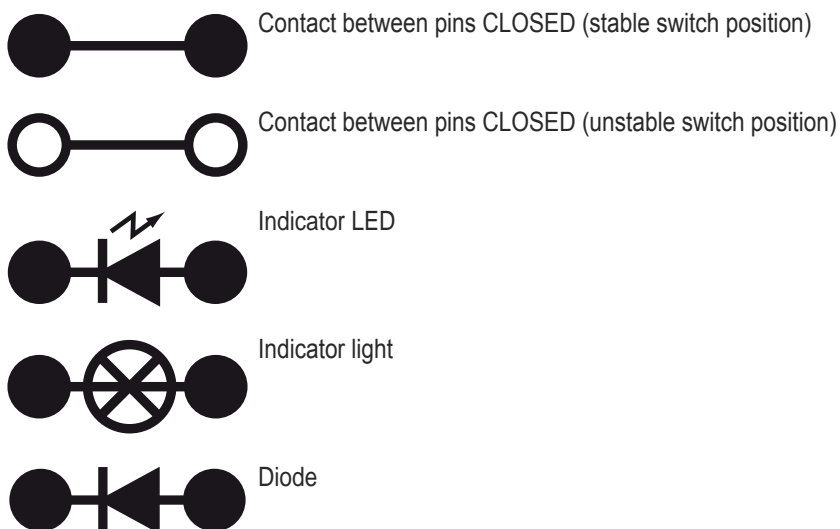 Contact between pins CLOSED (stable switch position)
Contact between pins CLOSED (unstable switch position)
Indicator LED
Indicator light
Diode